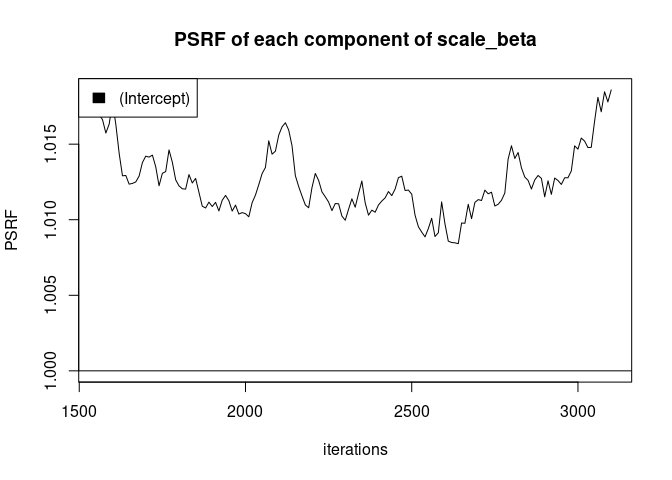 PSRF of each component of scale_beta
(Intercept)
PSRF
1.015
1.010
1.005
1.000
1500 2000 2500 3000
iterations